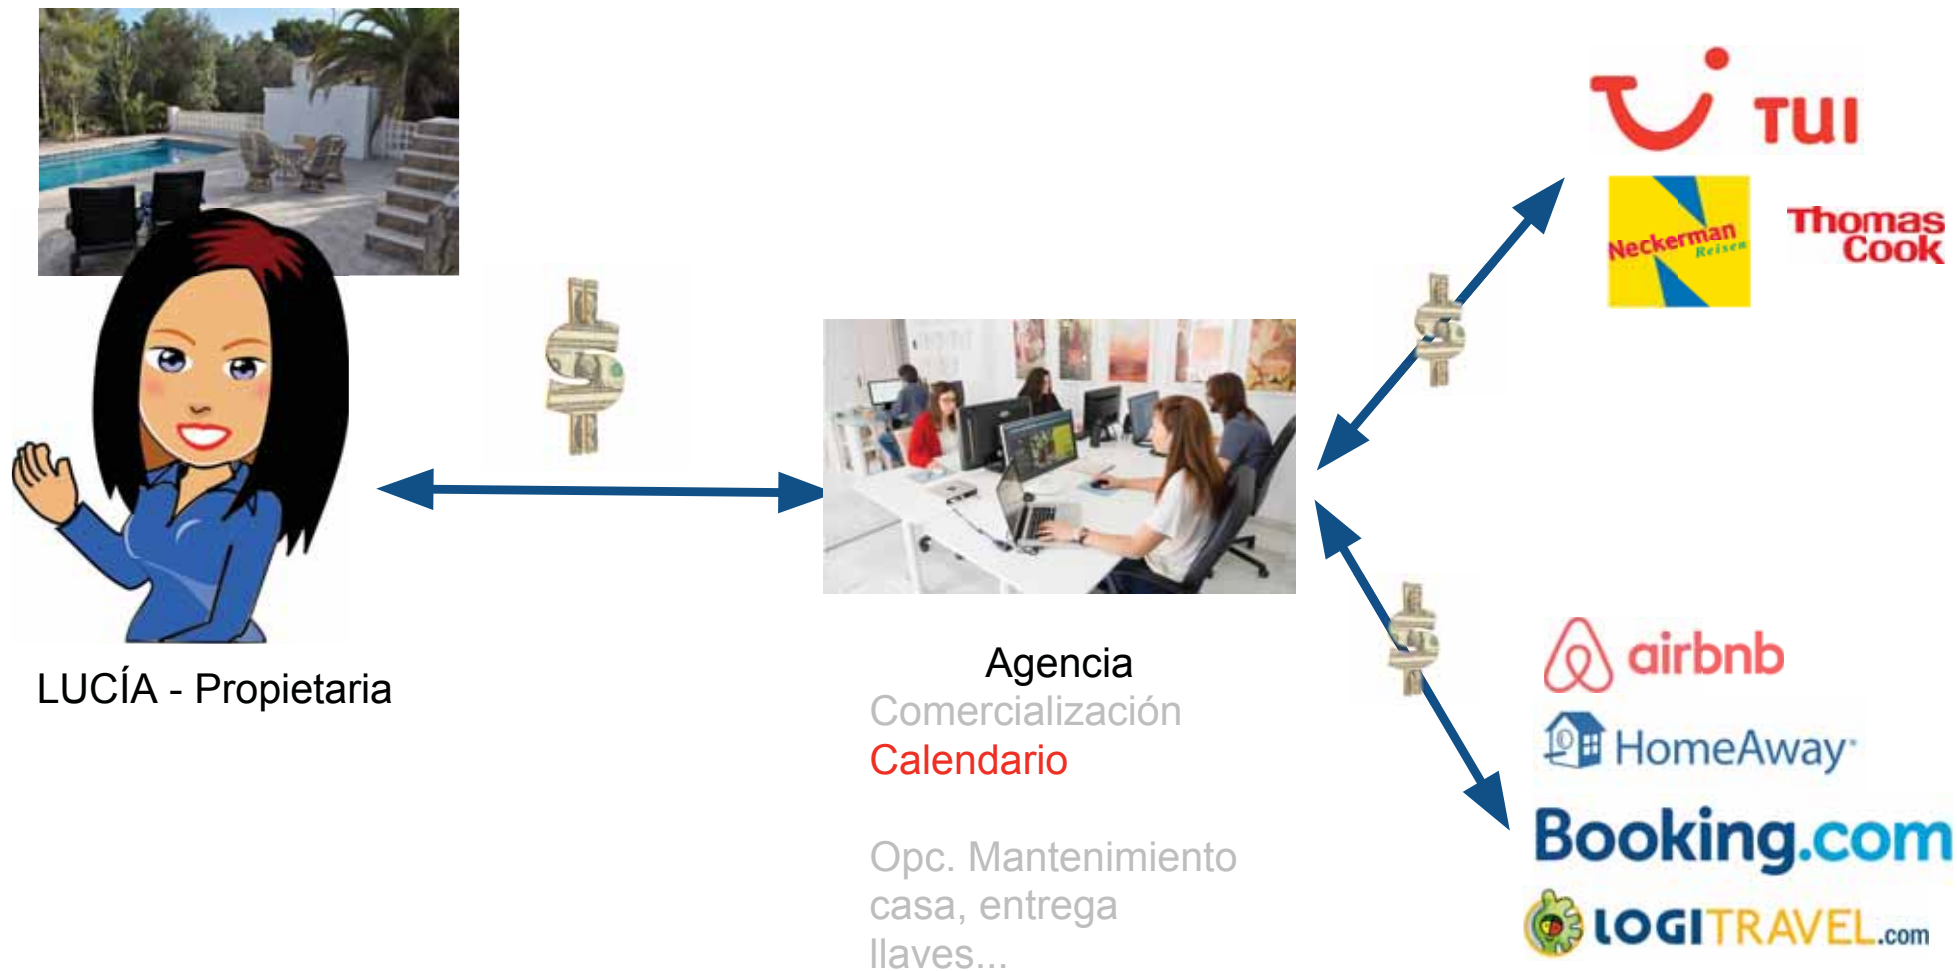 LUCÍA - Propietaria
Agencia
Comercialización
Calendario
Opc. Mantenimiento
casa, entrega
llaves...
TUI
Neckerman
Reisen
Thomas
Cook
airbnb
HomeAway
Booking.com
LOGITRAVEL.com